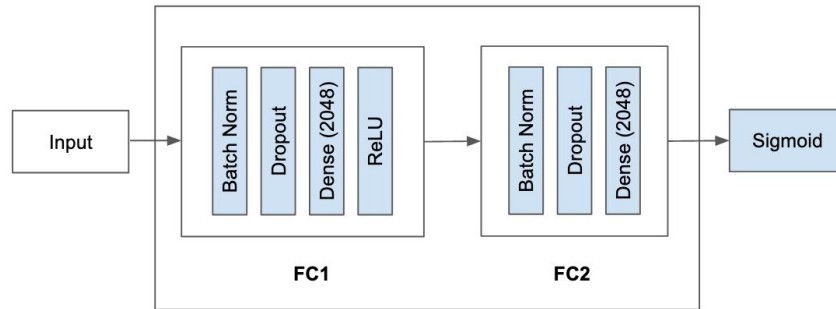 Input
Batch Norm
Dropout
Dense (2048)
ReLU
FC1
Batch Norm
Dropout
Dense (2048)
FC2
Sigmoid